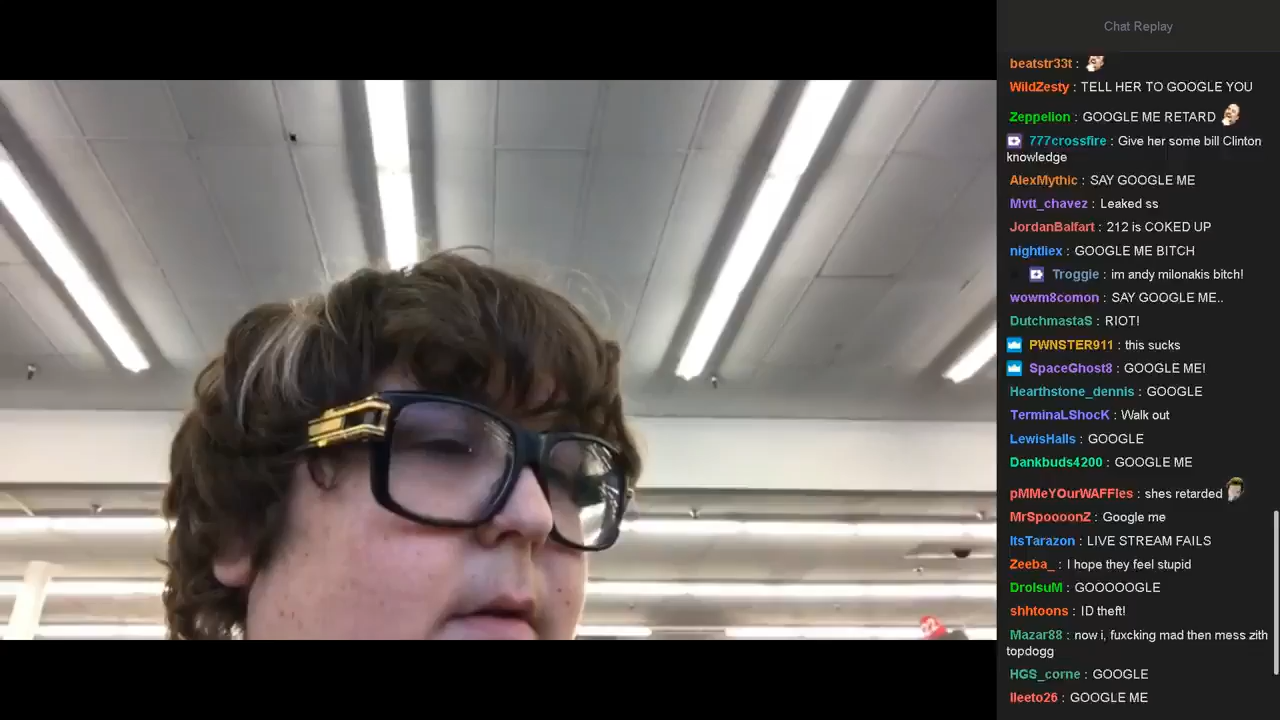 Chat Replay
beatstr33t :
WildZesty : TELL HER TO GOOGLE YOU
Zeppelion : GOOGLE ME RETARD
777crossfire : Give her some bill Clinton
knowledge
AlexMythic : SAY GOOGLE ME
Mvtt_chavez : Leaked ss
JordanBalfart : 212 is COKED UP
nightliex : GOOGLE ME BITCH
Troggie : im andy milonakis bitch!
wowm8comon : SAY GOOGLE ME..
DutchmastaS : RIOT!
PWNSTER911 : this sucks
SpaceGhost8 : GOOGLE ME!
Hearthstone_dennis : GOOGLE
TerminaLShocK : Walk out
LewisHalls : GOOGLE
Dankbuds4200 : GOOGLE ME
pMMeYOurWAFFles : shes retarded
MrSpoooonZ : Google me
ItsTarazon : LIVE STREAM FAILS
Zeeba_ : I hope they feel stupid
DrolsuM : GOOOOOGLE
shhtoons : ID theft!
Mazar88 : now i, fuxcking mad then mess zith
topdogg
HGS_corne : GOOGLE
lleeto26 : GOOGLE ME
22